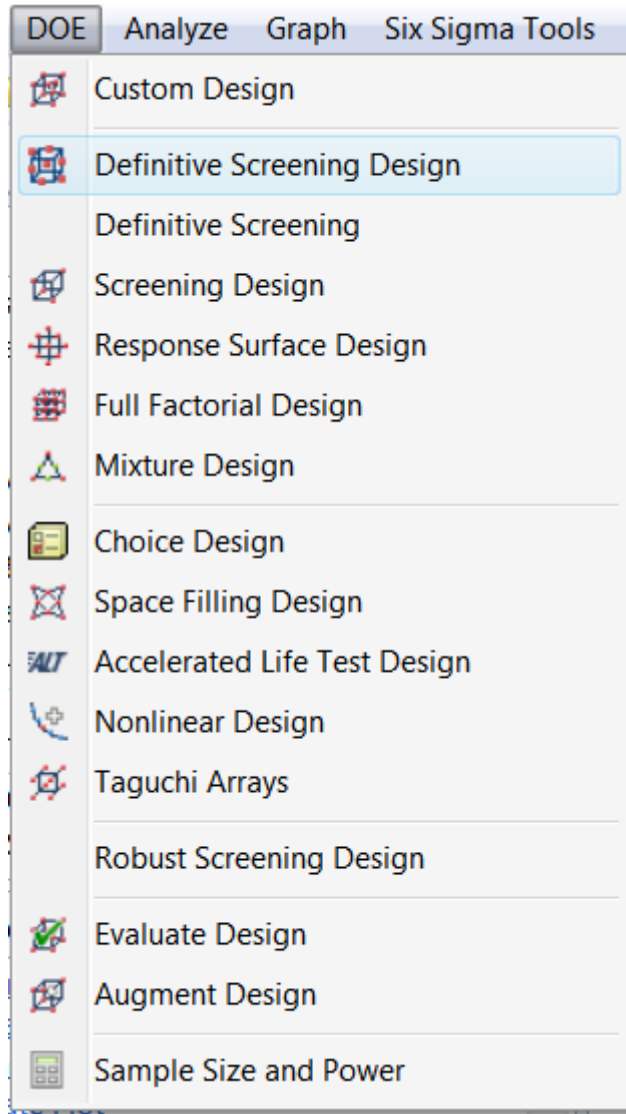 DOE Analyze Graph Six Sigma Tools
Custom Design
Definitive Screening Design
Definitive Screening
Screening Design
Response Surface Design
Full Factorial Design
Mixture Design
Choice Design
Space Filling Design
ALT Accelerated Life Test Design
Nonlinear Design
Taguchi Arrays
Robust Screening Design
Evaluate Design
Augment Design
Sample Size and Power